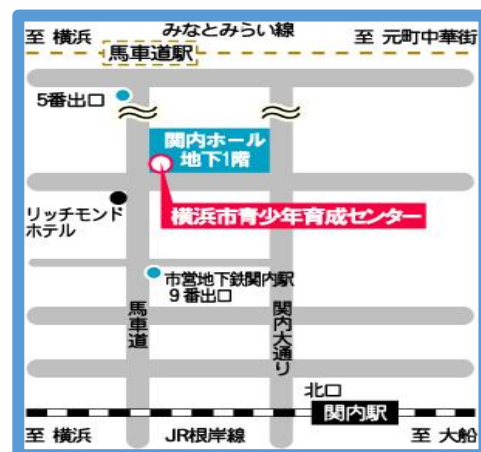 みなとみらい線
至 横浜
至 元町中華街
馬車道駅
5番出口
関内ホール
地下1階
リッチモンド
ホテル
横浜市青少年育成センター
市営地下鉄関内駅
9番出口
馬車道
関内大通り
北口
関内駅
至 横浜
JR根岸線
至 大船